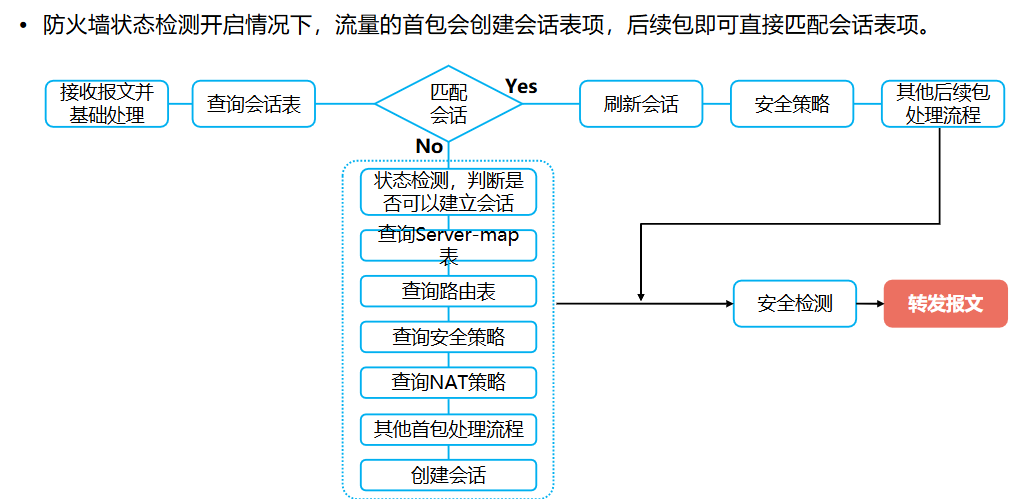 • 防火墙状态检测开启情况下，流量的首包会创建会话表项，后续包即可直接匹配会话表项。
接收报文并
基础处理
查询会话表
匹配
会话
Yes
刷新会话
安全策略
其他后续包
处理流程
No
状态检测，判断是
否可以建立会话
查询Server-map
表
查询路由表
查询安全策略
查询NAT策略
其他首包处理流程
创建会话
安全检测
转发报文